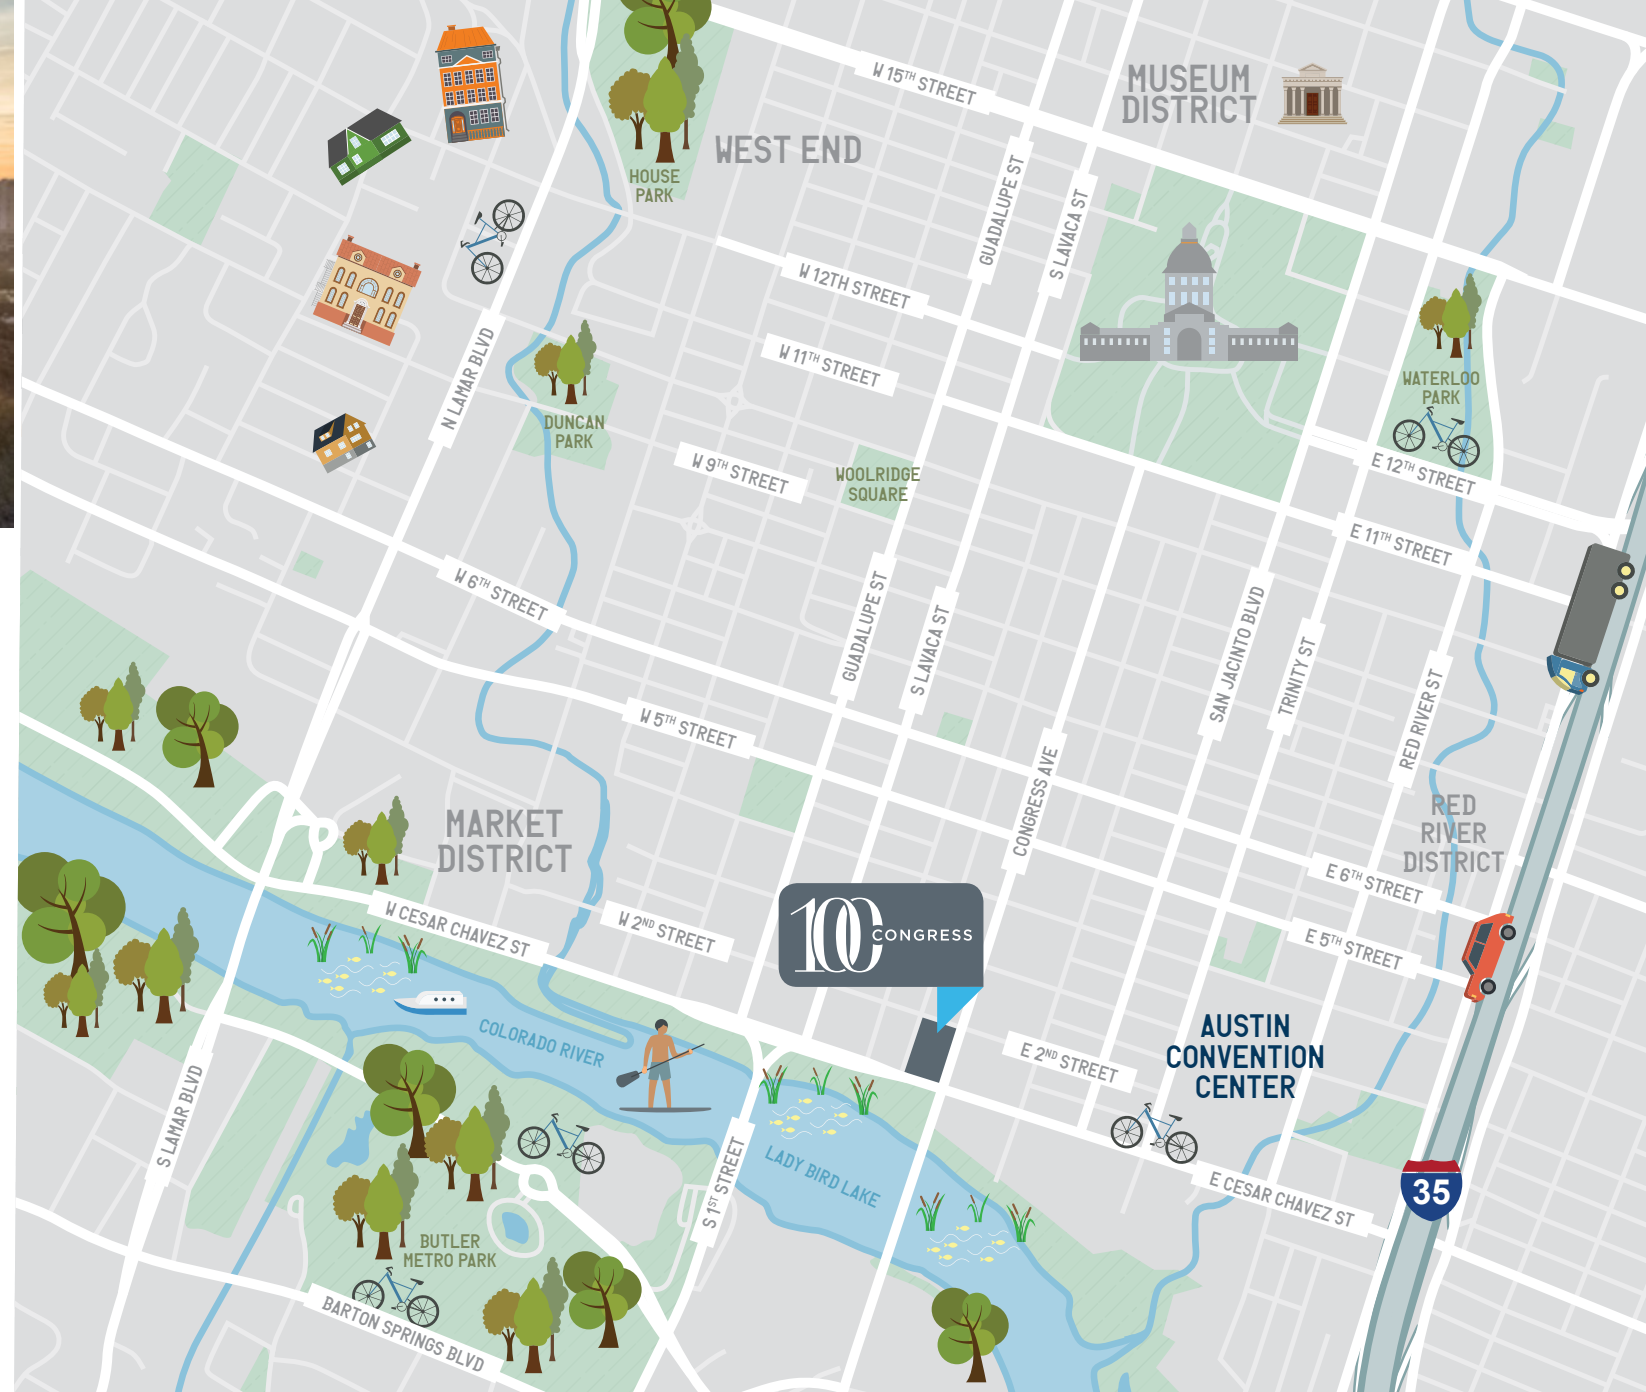 W 15TH STREET
MUSEUM
DISTRICT
WEST END
HOUSE
PARK
GUADALUPE ST
S LAVACA ST
W 12TH STREET
N LAMAR BLVD
W 11TH STREET
WATERLOO
PARK
DUNCAN
PARK
W 9TH STREET
WOOLRIDGE
SQUARE
E 12TH STREET
E 11TH STREET
W 6TH STREET
GUADALUPE ST
S LAVACA ST
SAN JACINTO BLVD
TRINITY ST
RED RIVER ST
W 5TH STREET
CONGRESS AVE
MARKET
DISTRICT
RED
RIVER
DISTRICT
E 6TH STREET
W CESAR CHAVEZ ST
W 2ND STREET
100 CONGRESS
E 5TH STREET
COLORADO RIVER
AUSTIN
CONVENTION
CENTER
E 2ND STREET
S LAMAR BLVD
S 1ST STREET
LADY BIRD LAKE
E CESAR CHAVEZ ST
35
BUTLER
METRO PARK
BARTON SPRINGS BLVD